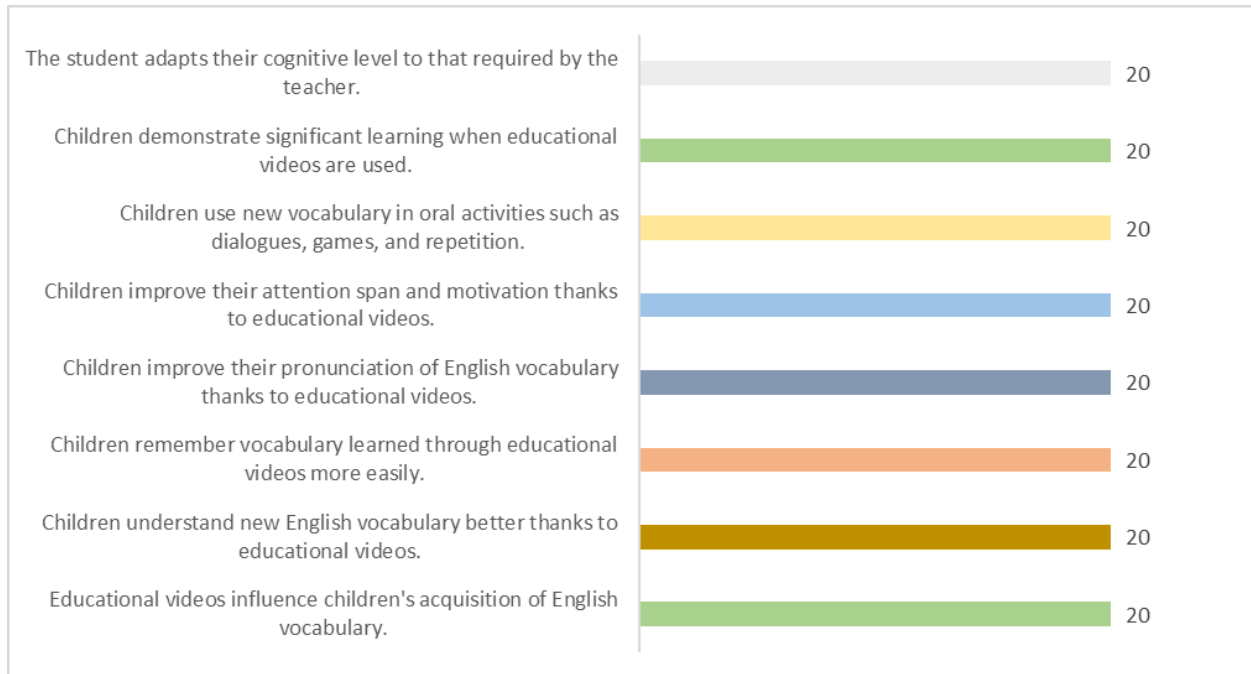 The student adapts their cognitive level to that required by the
teacher.
20
Children demonstrate significant learning when educational
videos are used.
20
Children use new vocabulary in oral activities such as
dialogues, games, and repetition.
20
Children improve their attention span and motivation thanks
to educational videos.
20
Children improve their pronunciation of English vocabulary
thanks to educational videos.
20
Children remember vocabulary learned through educational
videos more easily.
20
Children understand new English vocabulary better thanks to
educational videos.
20
Educational videos influence children's acquisition of English
vocabulary.
20